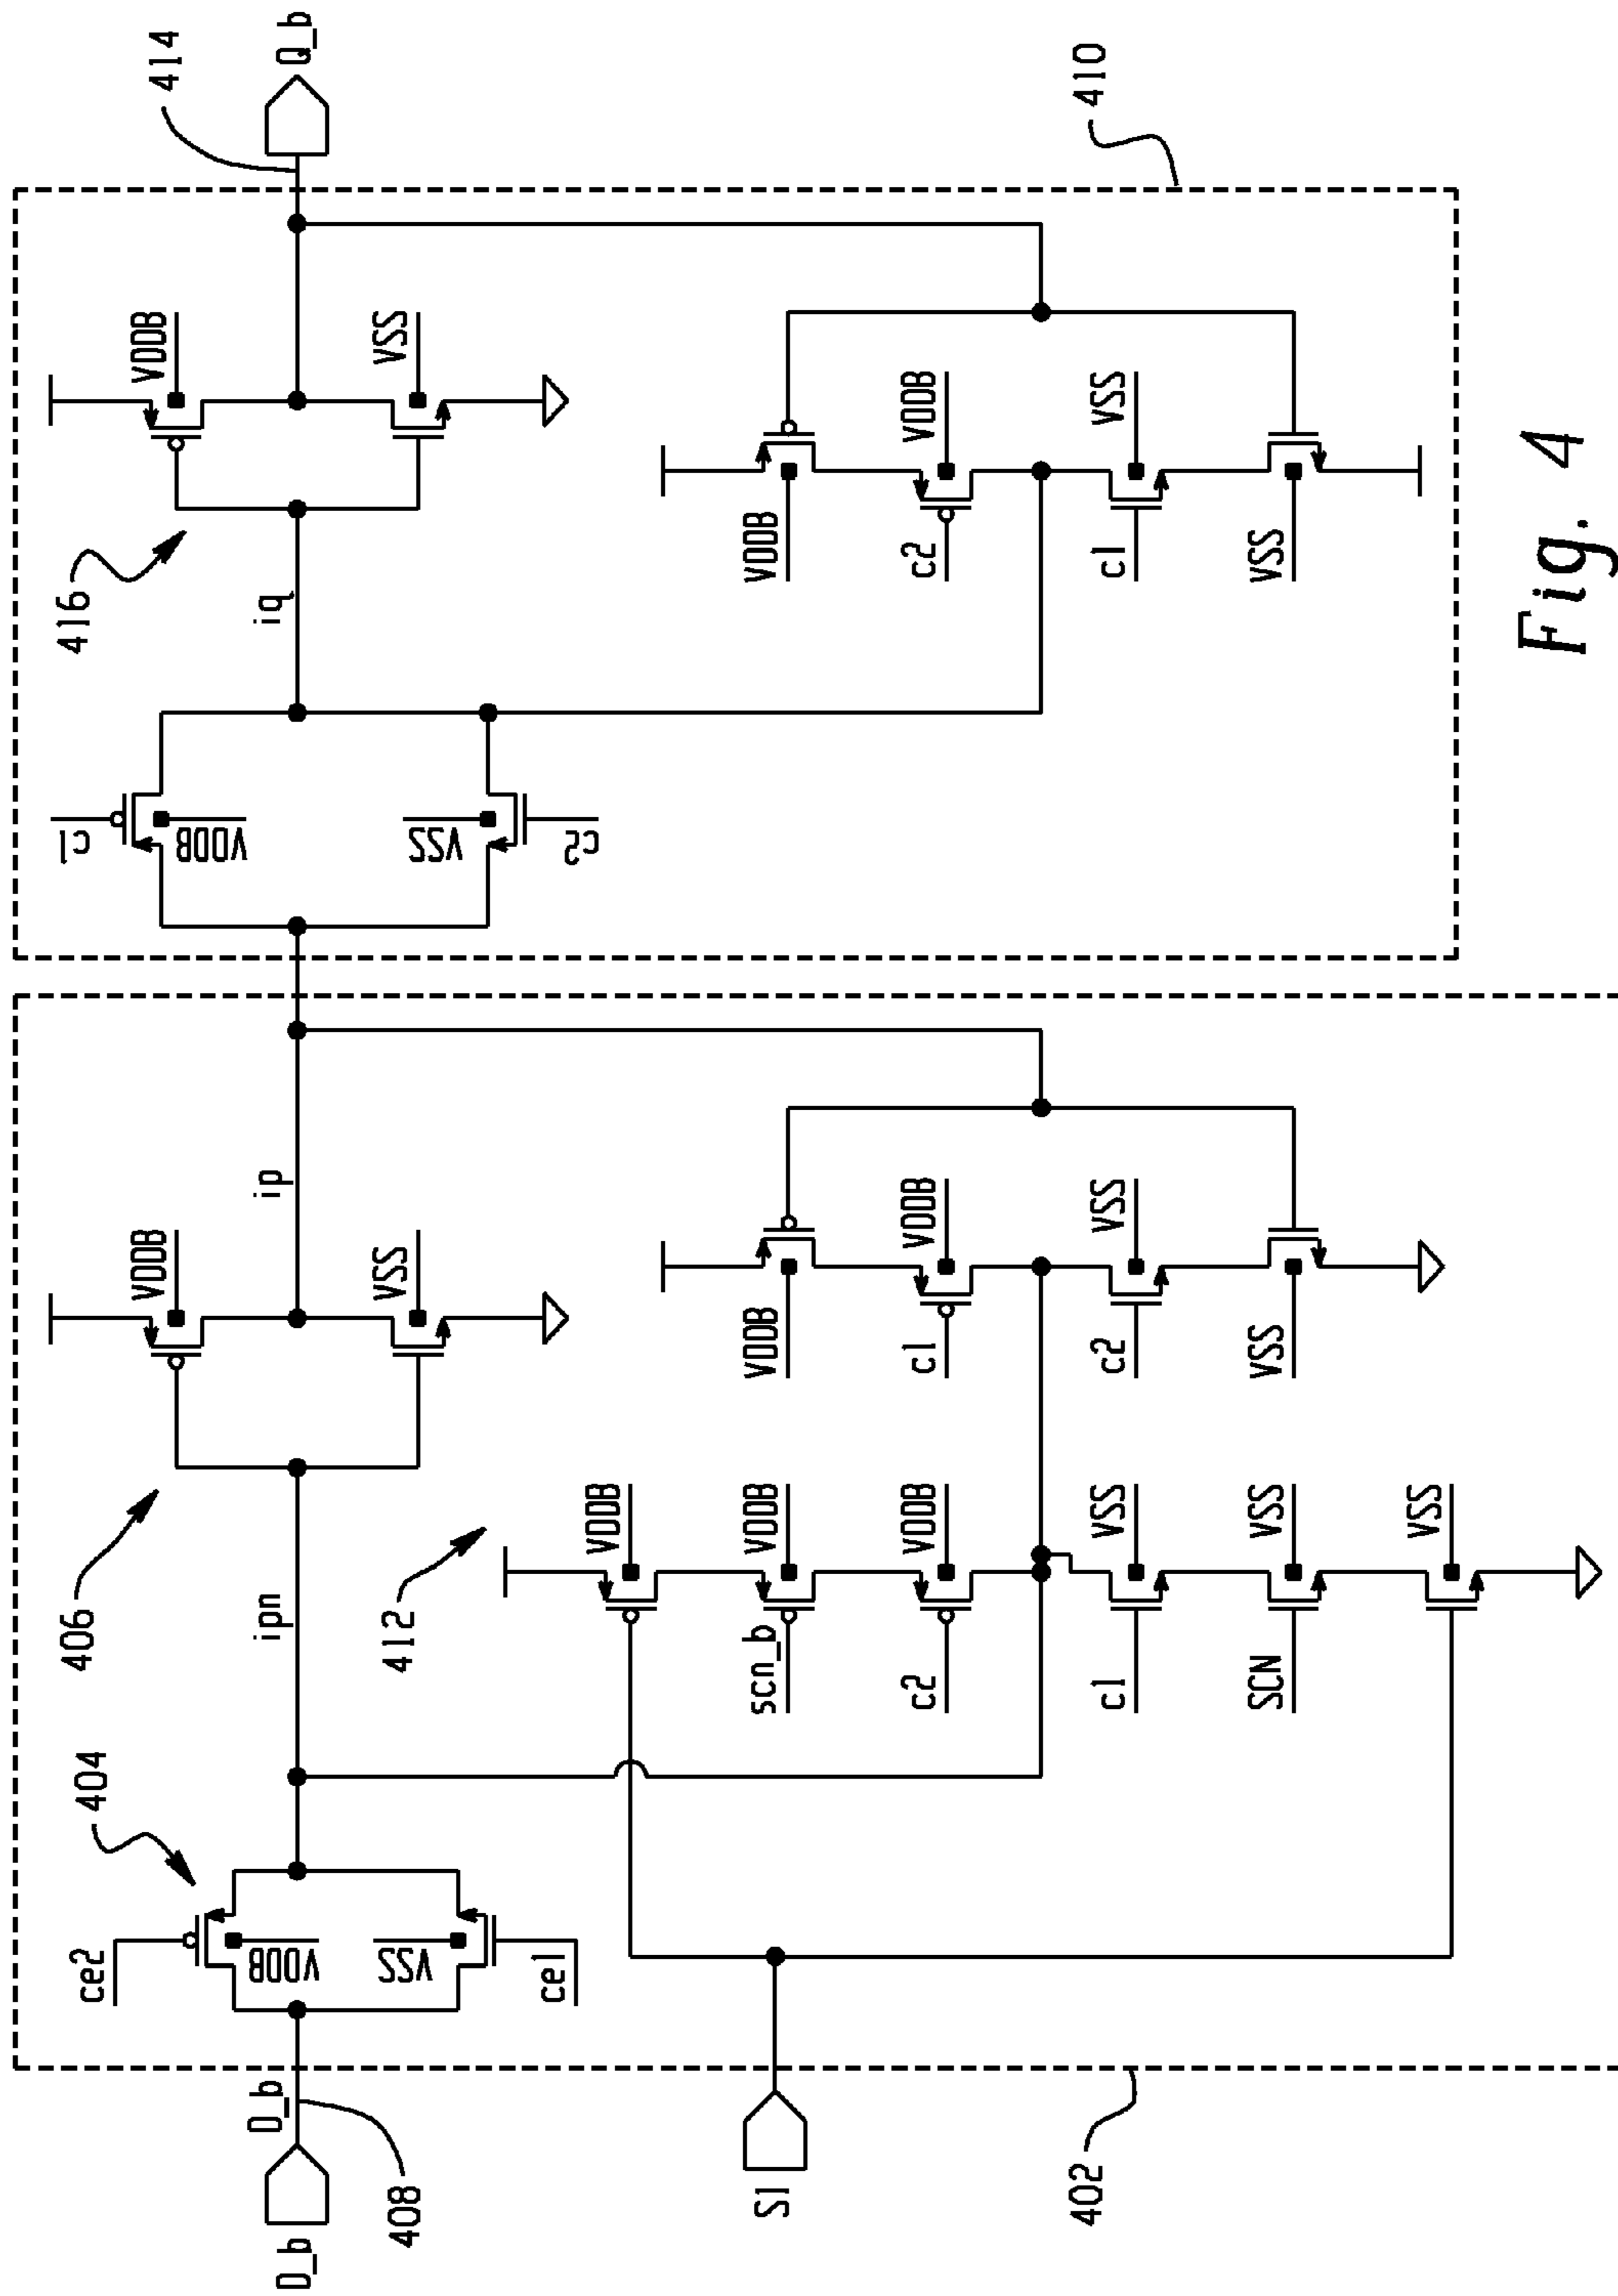 404
406
416
ce2
c1
VDDB
VDDB
414
VDDB
D_b
D_b
VDDB
ipn
ip
iq
Q_b
408
VSS
412
VSS
VSS
VSS
ce1
c2
VDDB
SI
scn_b
VDDB
VDDB
VDDB
c2
VDDB
c1
VDDB
c2
VDDB
402
c1
VSS
c2
VSS
c1
VSS
410
SCN
VSS
VSS
VSS
VSS
Fig. 4